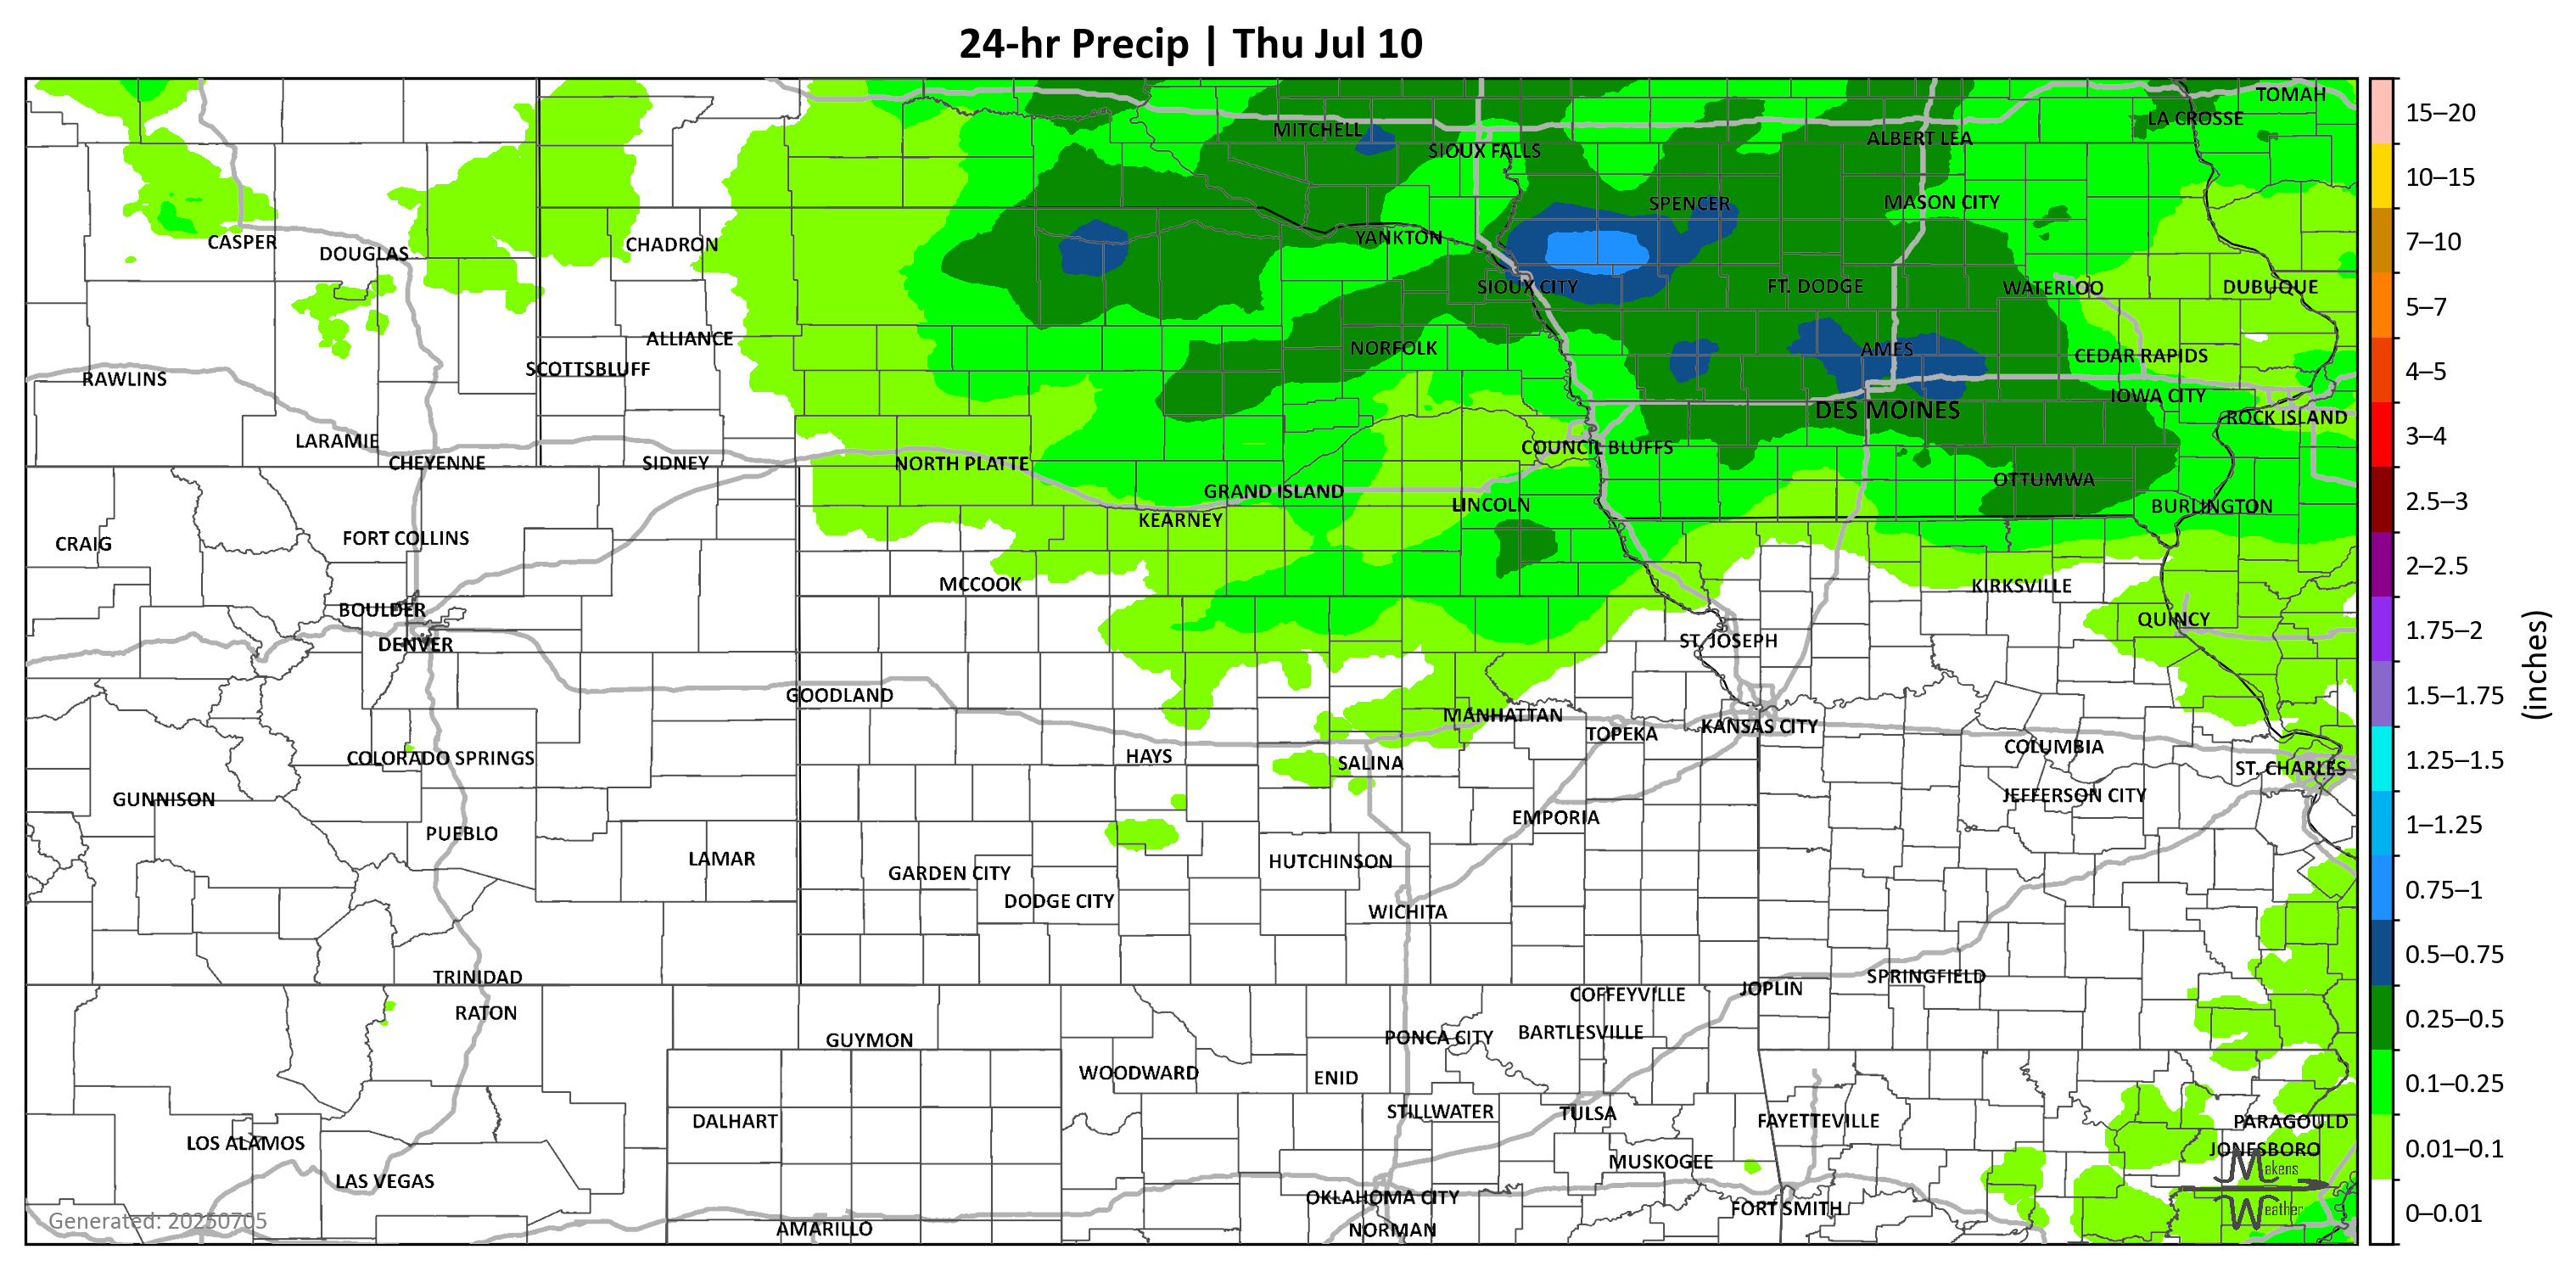 24-hr Precip | Thu Jul 10
TOMAH
15–20
LA CROSSE
MITCHELL
ALBERT LEA
SIOUX FALLS
10–15
SPENCER
MASON CITY
CASPER
DOUGLAS
CHADRON
YANKTON
7–10
SIOUX CITY
FT. DODGE
WATERLOO
DUBUQUE
5–7
ALLIANCE
NORFOLK
AMES
CEDAR RAPIDS
SCOTTSBLUFF
4–5
RAWLINS
IOWA CITY
DES MOINES
ROCK ISLAND
3–4
LARAMIE
COUNCIL BLUFFS
CHEYENNE
SIDNEY
NORTH PLATTE
OTTUMWA
GRAND ISLAND
LINCOLN
BURLINGTON
2.5–3
KEARNEY
FORT COLLINS
CRAIG
2–2.5
MCCOOK
KIRKSVILLE
BOULDER
QUINCY
1.75–2
DENVER
ST. JOSEPH
(inches)
GOODLAND
1.5–1.75
MANHATTAN
KANSAS CITY
TOPEKA
COLUMBIA
COLORADO SPRINGS
HAYS
SALINA
ST. CHARLES
1.25–1.5
GUNNISON
JEFFERSON CITY
EMPORIA
1–1.25
PUEBLO
LAMAR
HUTCHINSON
GARDEN CITY
0.75–1
DODGE CITY
WICHITA
0.5–0.75
TRINIDAD
SPRINGFIELD
COFFEYVILLE
JOPLIN
RATON
0.25–0.5
GUYMON
PONCA CITY
BARTLESVILLE
WOODWARD
ENID
0.1–0.25
STILLWATER
TULSA
DALHART
FAYETTEVILLE
PARAGOULD
LOS ALAMOS
JONESBORO
0.01–0.1
MUSKOGEE
Makens
LAS VEGAS
OKLAHOMA CITY
FORT SMITH
Weather
0–0.01
Generated: 20250705
AMARILLO
NORMAN